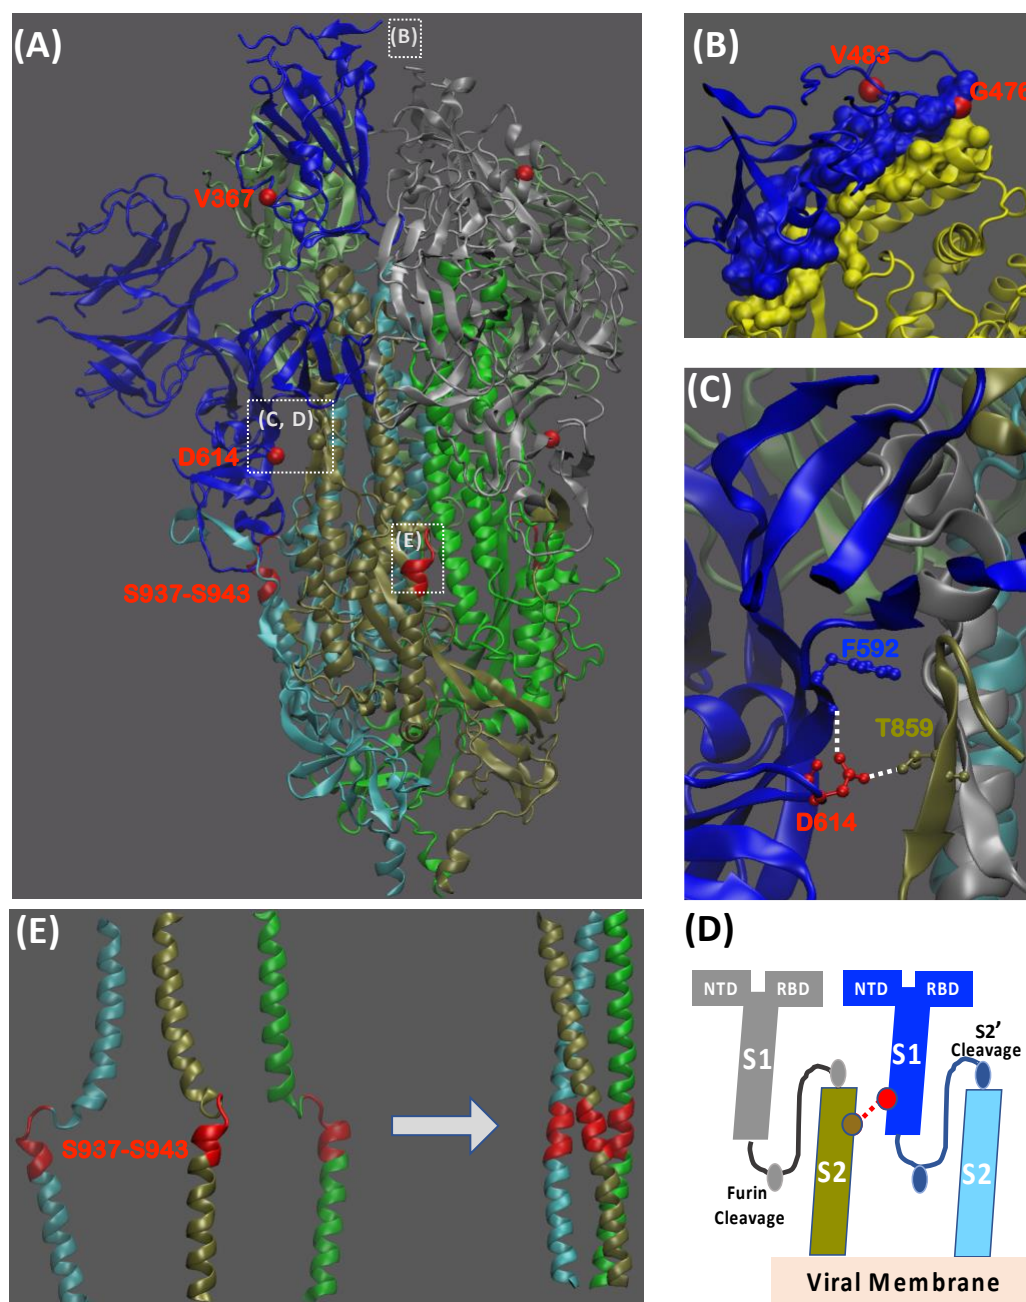 (A)
(B)
V367
(C, D)
D614
(E)
S937-S943
(B)
V483
G476
(C)
F592
T859
D614
(E)
S937-S943
(D)
NTD
RBD
NTD
RBD
S1
S1
S2’
Cleavage
S2
S2
Furin
Cleavage
Viral Membrane